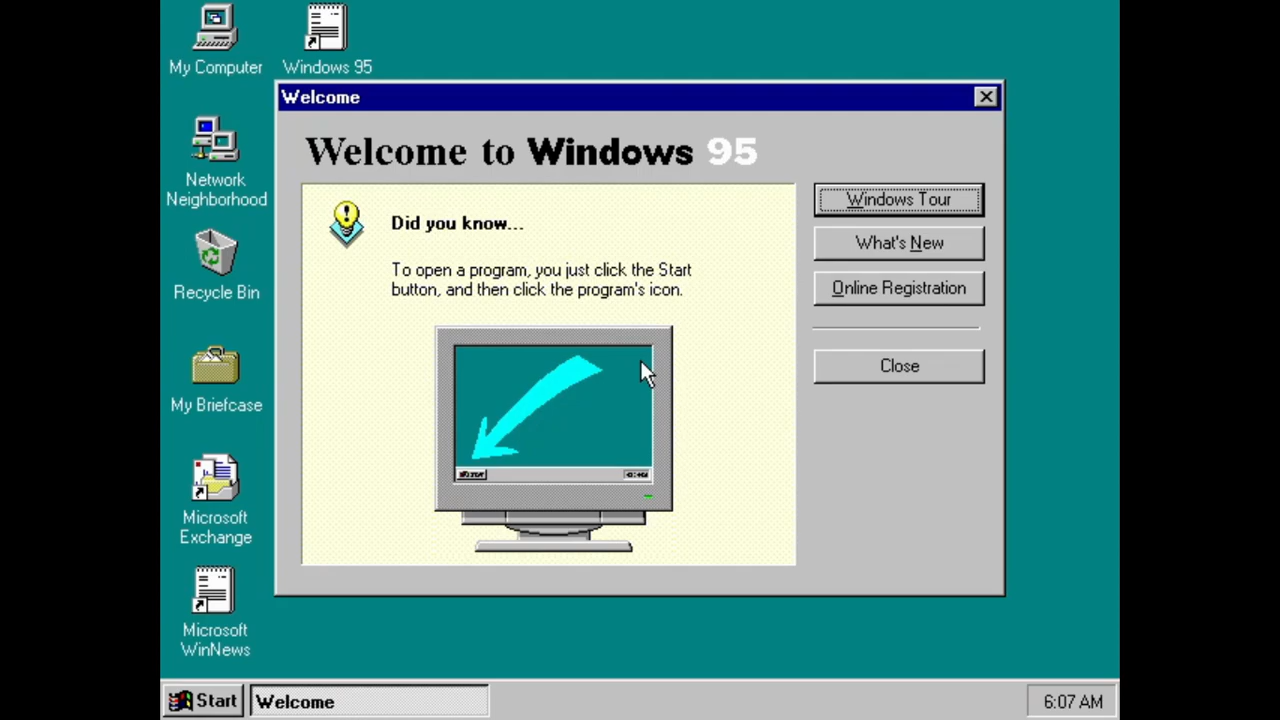 My Computer
Windows 95
Welcome
Welcome to Windows 95
Network
Neighborhood
Did you know...
Windows Tour
To open a program, you just click the Start
button, and then click the program's icon.
What's New
Recycle Bin
Online Registration
Close
My Briefcase
Microsoft
Exchange
Microsoft
WinNews
Start
Welcome
6:07 AM